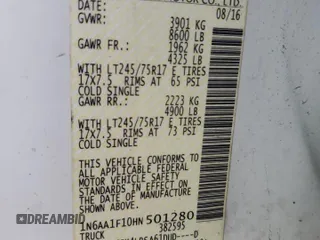 MOTOR CO., LTD.
DATE: 08/16
GVWR: 3901 KG
8600 LB
GAWR FR.: 1962 KG
4325 LB
WITH LT245/75R17 E TIRES
17X7.5 RIMS AT 65 PSI
COLD SINGLE
GAWR RR.: 2223 KG
4900 LB
WITH LT245/75R17 E TIRES
17X7.5 RIMS AT 73 PSI
COLD SINGLE
THIS VEHICLE CONFORMS TO
ALL APPLICABLE FEDERAL
MOTOR VEHICLE SAFETY
STANDARDS IN EFFECT ON
THE DATE OF MANUFACTURE
SHOWN ABOVE.
1N6AA1F10HN501280
382595
TRUCK
DREAMBID